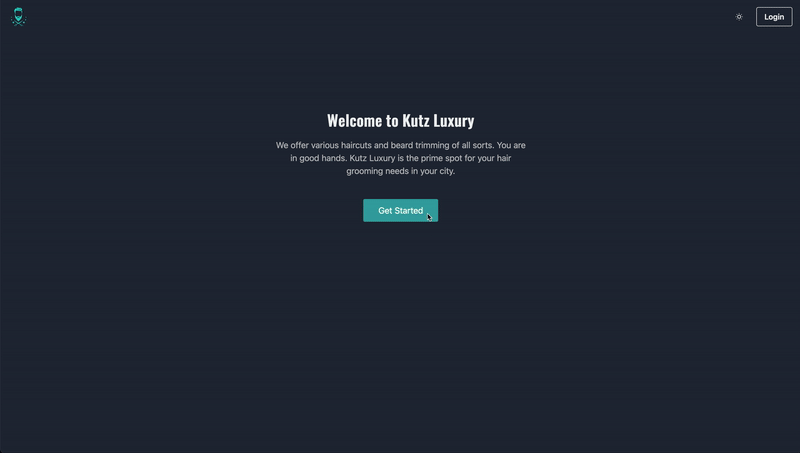 Login
Welcome to Kutz Luxury
We offer various haircuts and beard trimming of all sorts. You are
in good hands. Kutz Luxury is the prime spot for your hair
grooming needs in your city.
Get Started